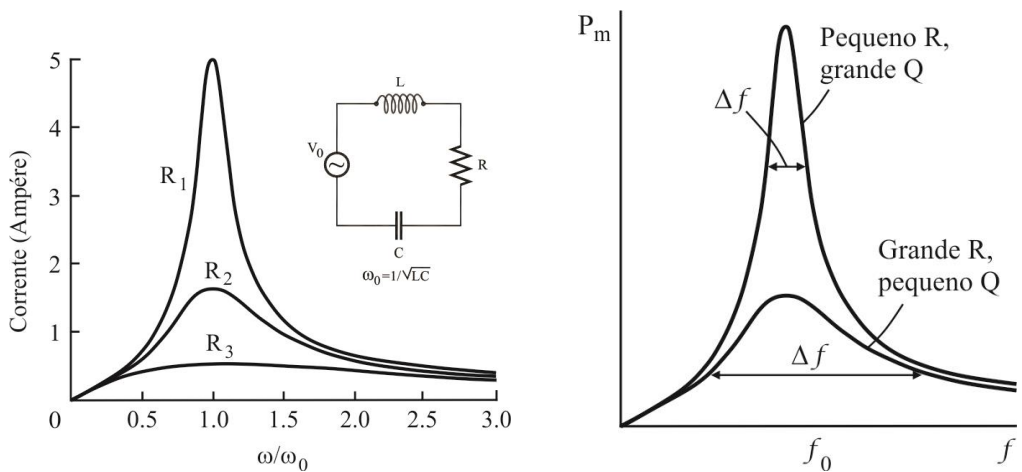 Corrente (Ampére)
5
4
3
2
1
0
0.5
1.0
1.5
2.0
2.5
3.0
ω/ω₀
R₁
R₂
R₃
L
V₀
R
C
ω₀=1/√LC
Pₘ
Pequeno R,
grande Q
Δf
Grande R,
pequeno Q
Δf
f₀
f